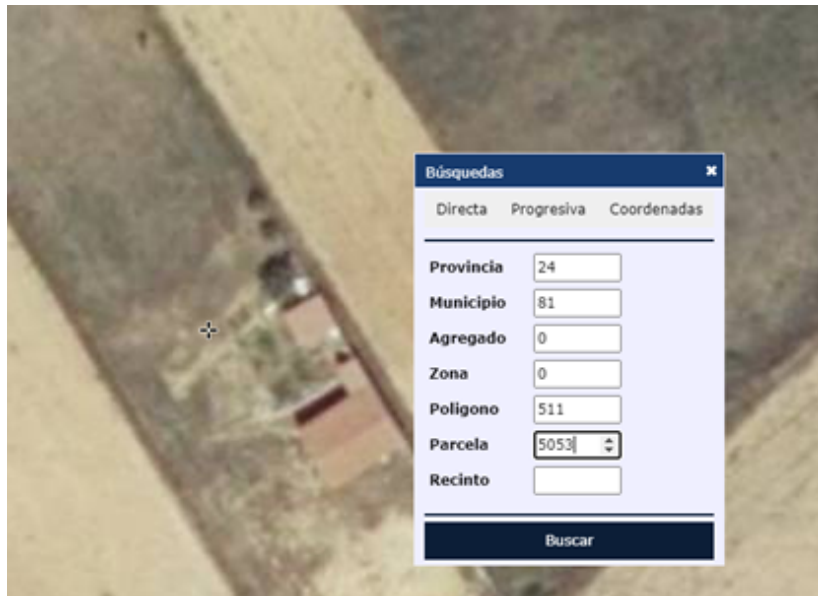 Búsquedas ×
Directa Progresiva Coordenadas
Provincia 24
Municipio 81
Agregado 0
Zona 0
Poligono 511
Parcela 5053
Recinto
Buscar